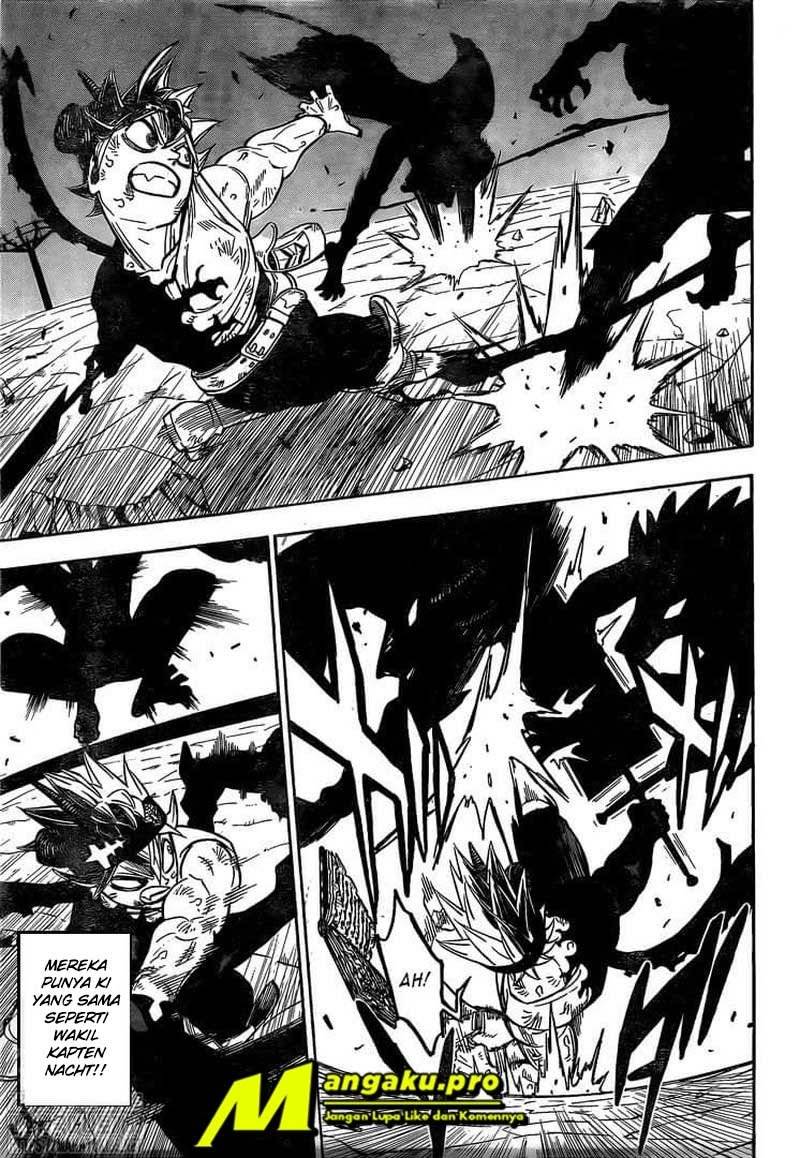 AH!
MEREKA
PUNYA KI
YANG SAMA
SEPERTI
WAKIL
KAPTEN
NACHT!!
Mangaku.pro
Jangan Lupa Like dan Komennya